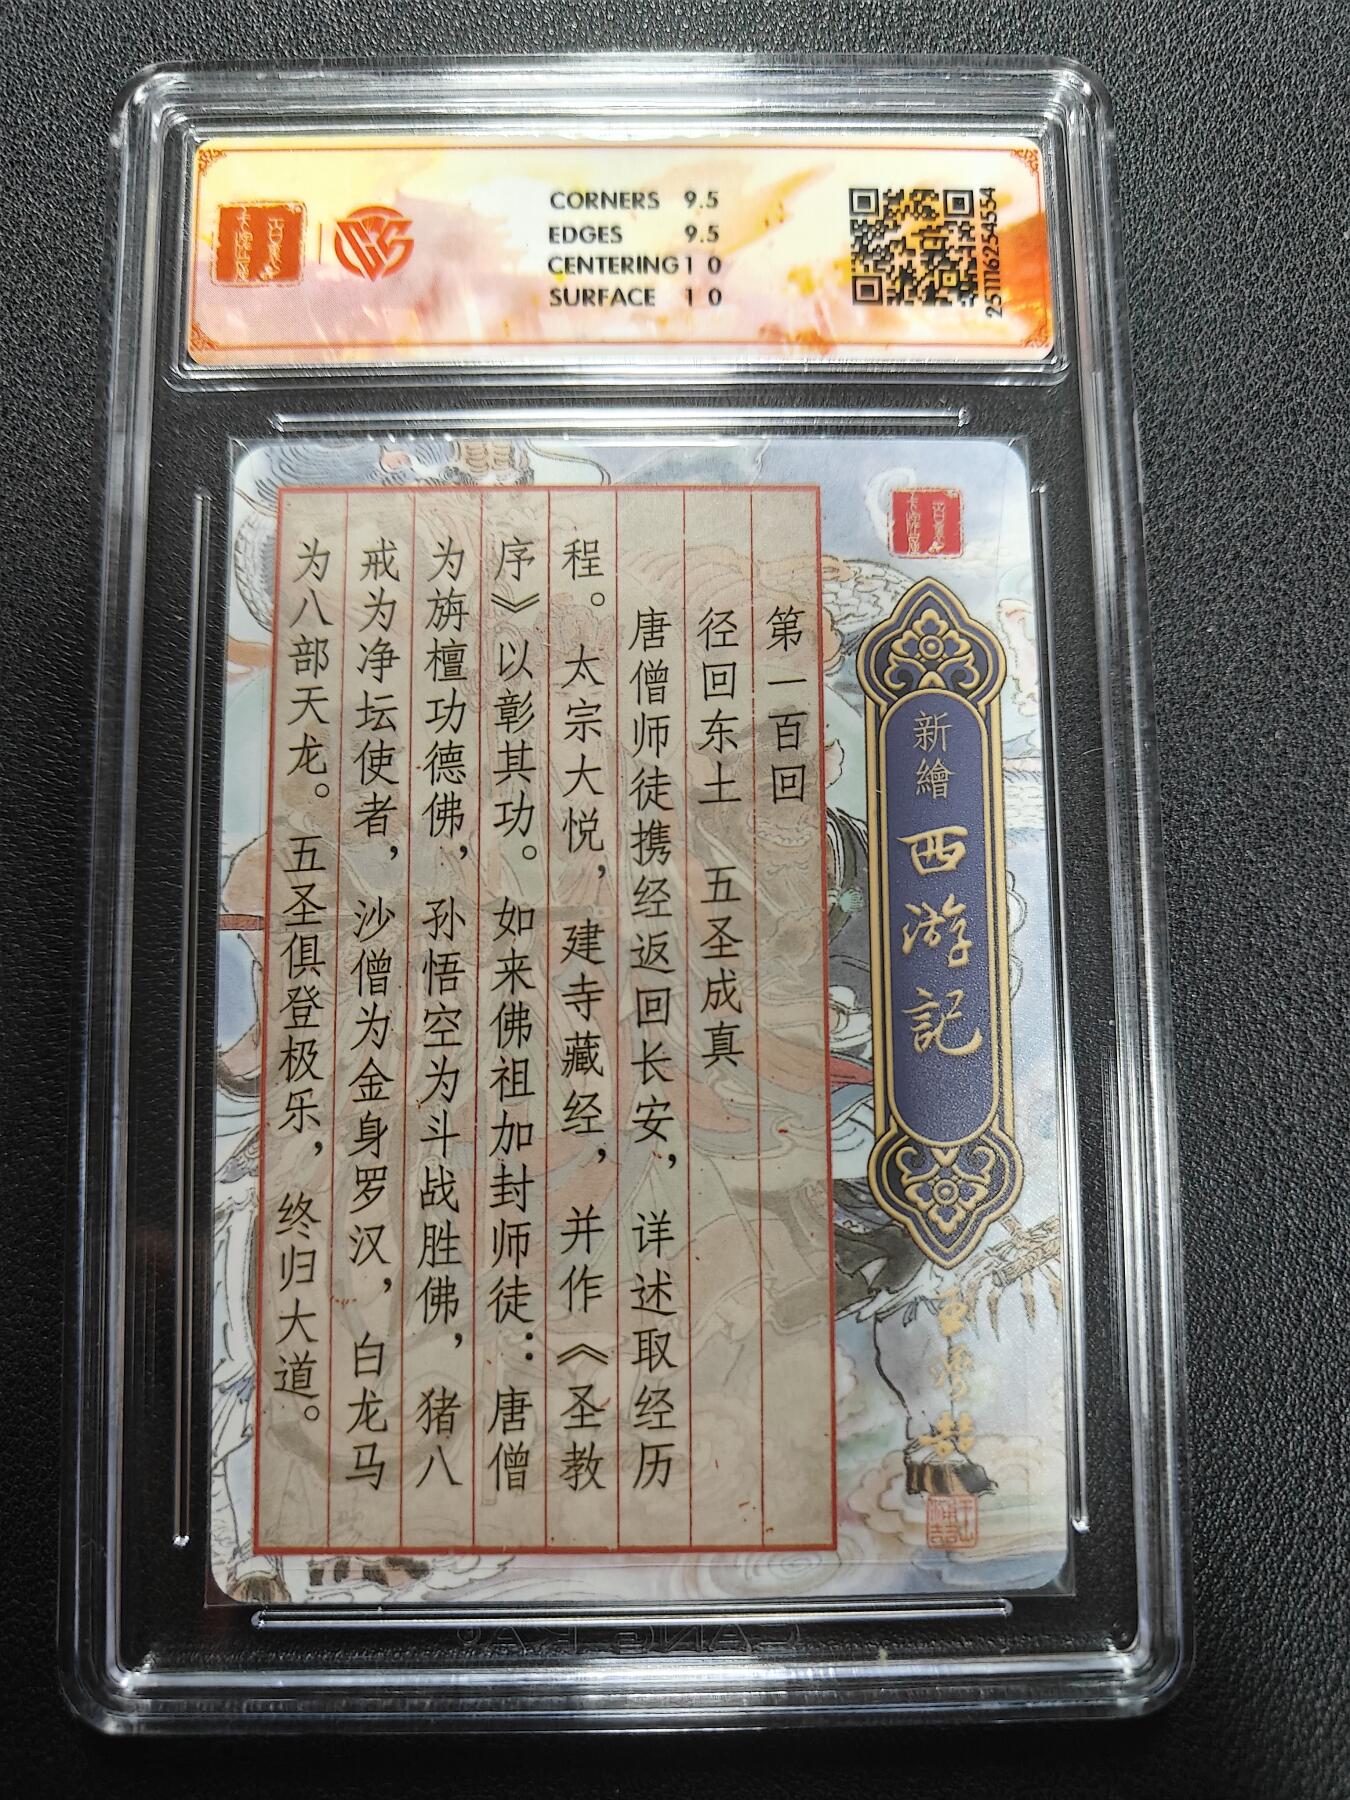 CORNERS 9.5
EDGES 9.5
CENTERING 10
SURFACE 10
2511116254554
第一百回
径回东土 五圣成真
唐僧师徒携经返回长安，详述取经历
程。太宗大悦，建寺藏经，并作《圣教
序》以彰其功。如来佛祖加封师徒：唐僧
为旃檀功德佛，孙悟空为斗战胜佛，猪八
戒为净坛使者，沙僧为金身罗汉，白龙马
为八部天龙。五圣俱登极乐，终归大道。
新繪
西游記